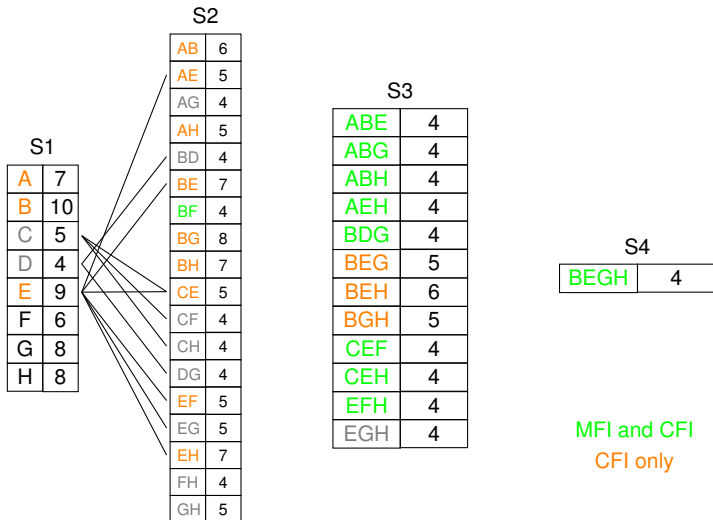 S1
A 7
B 10
C 5
D 4
E 9
F 6
G 8
H 8
S2
AB 6
AE 5
AG 4
AH 5
BD 4
BE 7
BF 4
BG 8
BH 7
CE 5
CF 4
CH 4
DG 4
EF 5
EG 5
EH 7
FH 4
GH 5
S3
ABE 4
ABG 4
ABH 4
AEH 4
BDG 4
BEG 5
BEH 6
BGH 5
CEF 4
CEH 4
EFH 4
EGH 4
S4
BEGH 4
MFI and CFI
CFI only